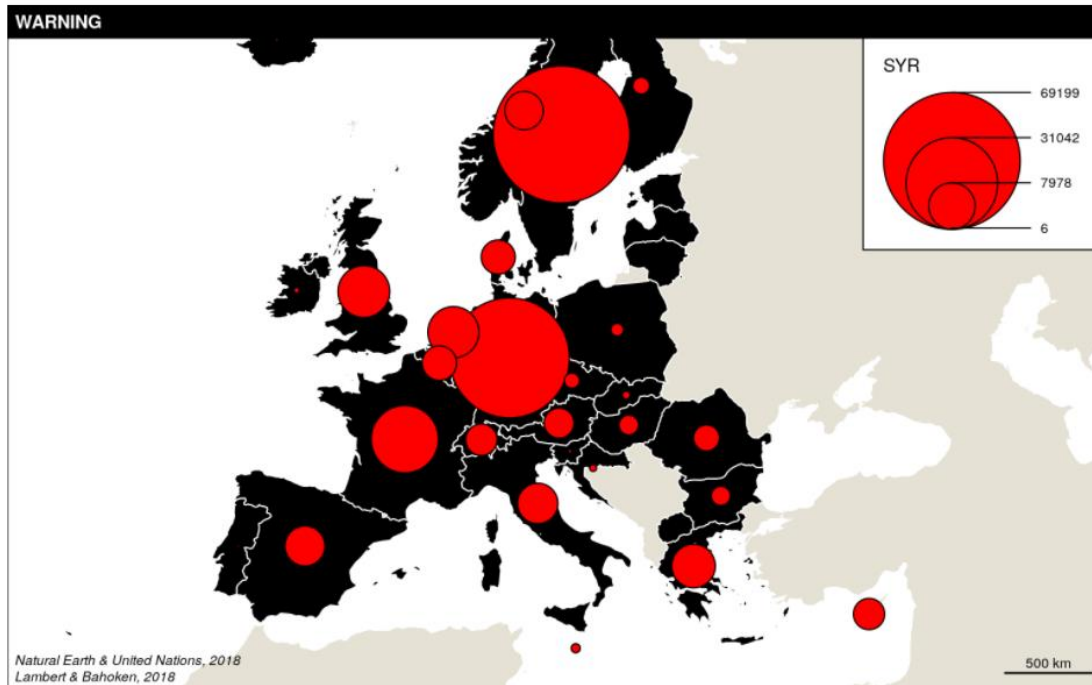 WARNING
SYR
69199
31042
7978
6
Natural Earth & United Nations, 2018
Lambert & Bahoken, 2018
500 km